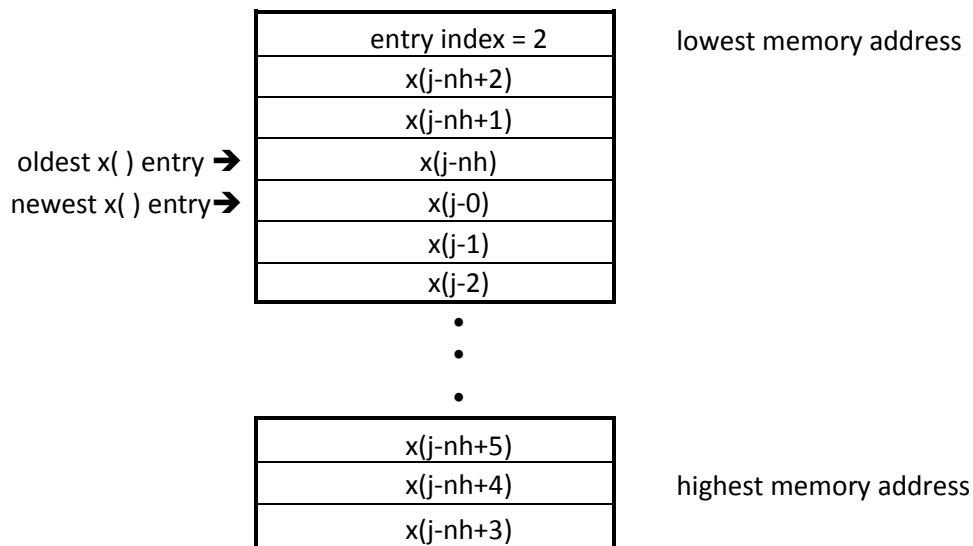 entry index = 2 lowest memory address
x(j-nh+2)
x(j-nh+1)
oldest x( ) entry ➔ x(j-nh)
newest x( ) entry➔ x(j-0)
x(j-1)
x(j-2)
•
•
•
x(j-nh+5)
x(j-nh+4) highest memory address
x(j-nh+3)